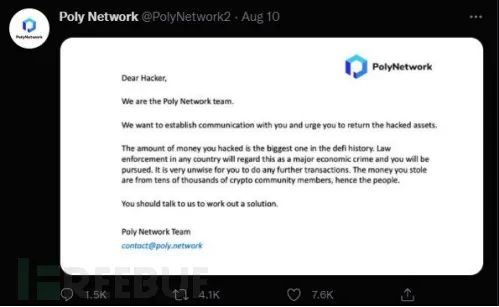 Poly Network @PolyNetwork2 · Aug 10
PolyNetwork
PolyNetwork
Dear Hacker,
We are the Poly Network team.
We want to establish communication with you and urge you to return the hacked assets.
The amount of money you hacked is the biggest one in the defi history. Law
enforcement in any country will regard this as a major economic crime and you will be
pursued. It is very unwise for you to do any further transactions. The money you stole
are from tens of thousands of crypto community members, hence the people.
You should talk to us to work out a solution.
Poly Network Team
contact@poly.network
1.5K 4.1K 7.6K
FREEBUF